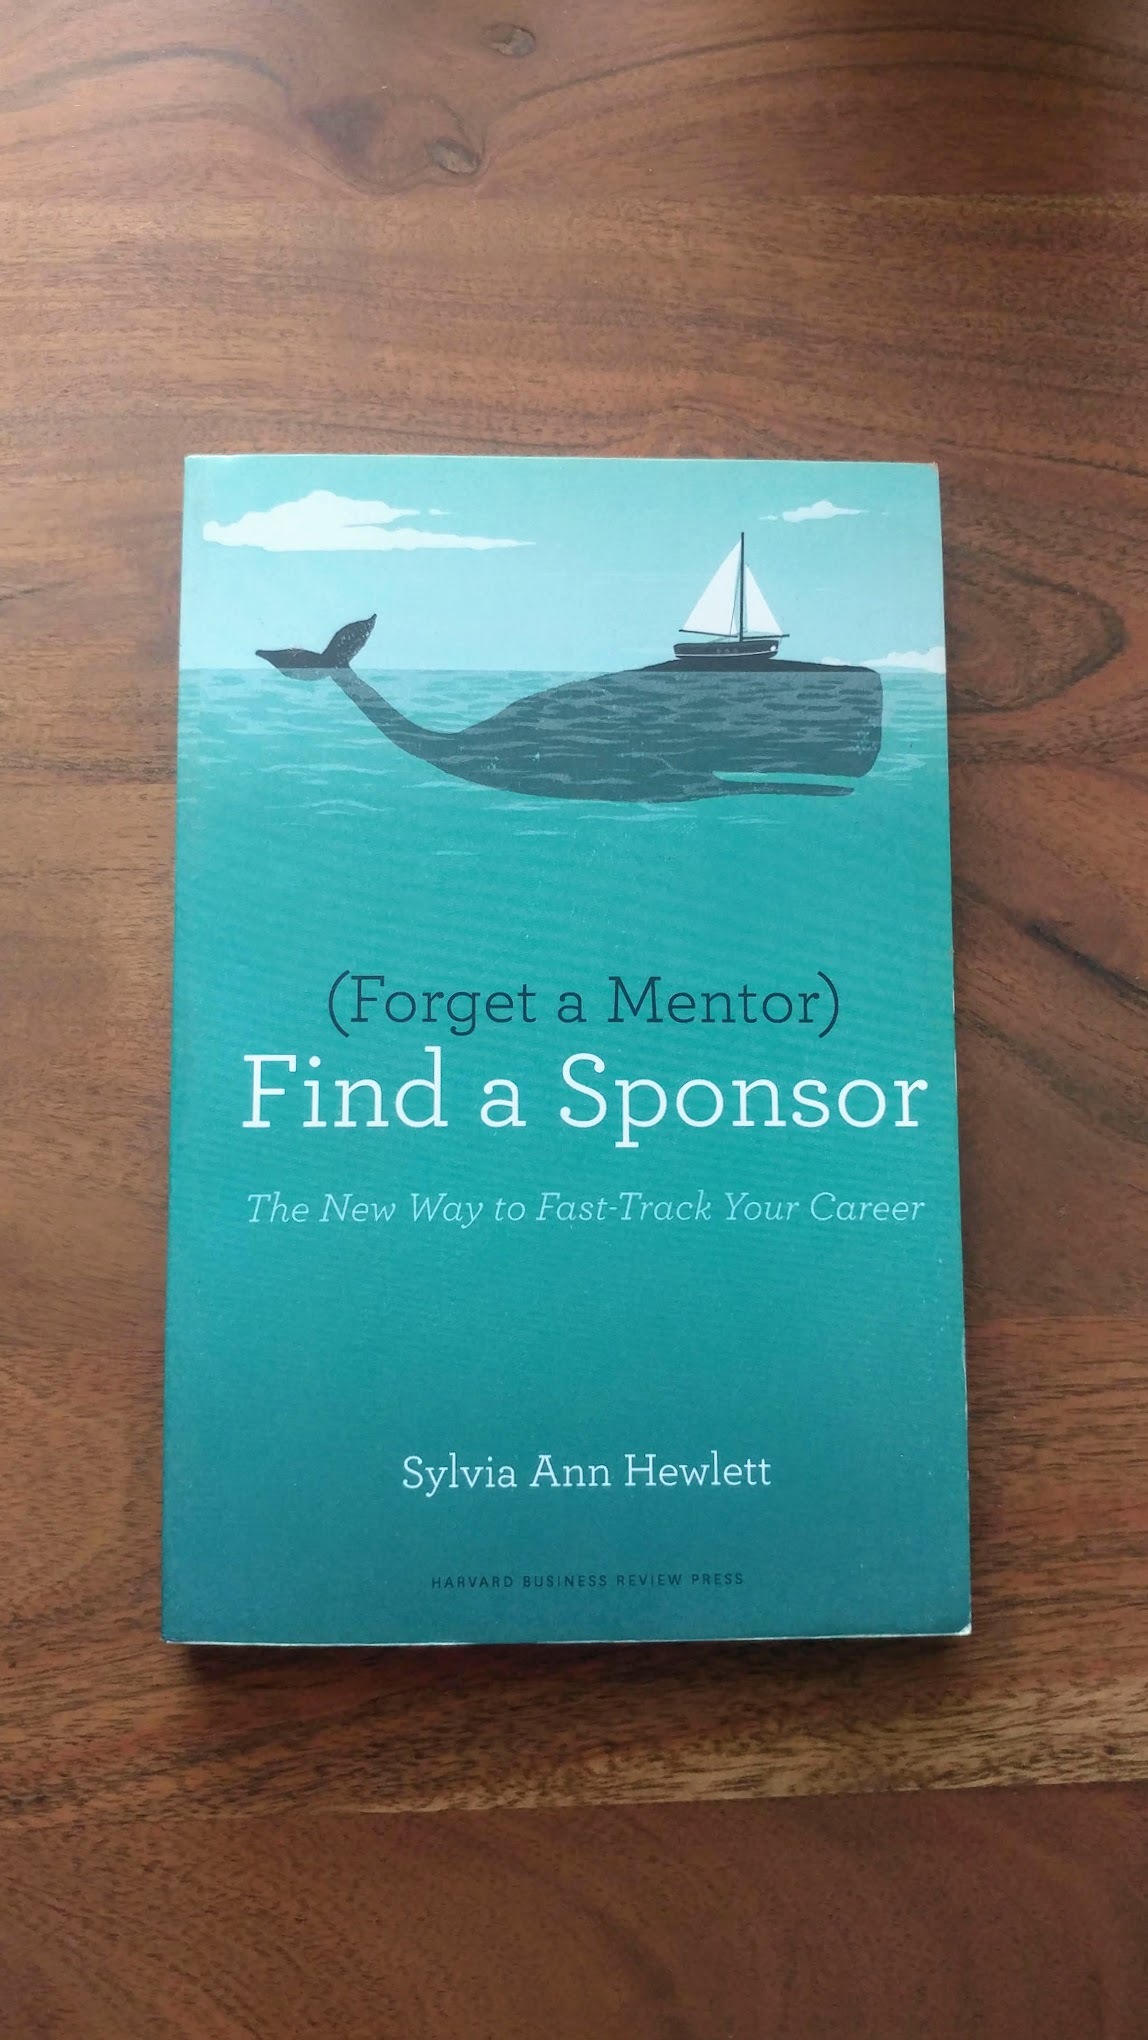 (Forget a Mentor)
Find a Sponsor
The New Way to Fast-Track Your Career
Sylvia Ann Hewlett
HARVARD BUSINESS REVIEW PRESS